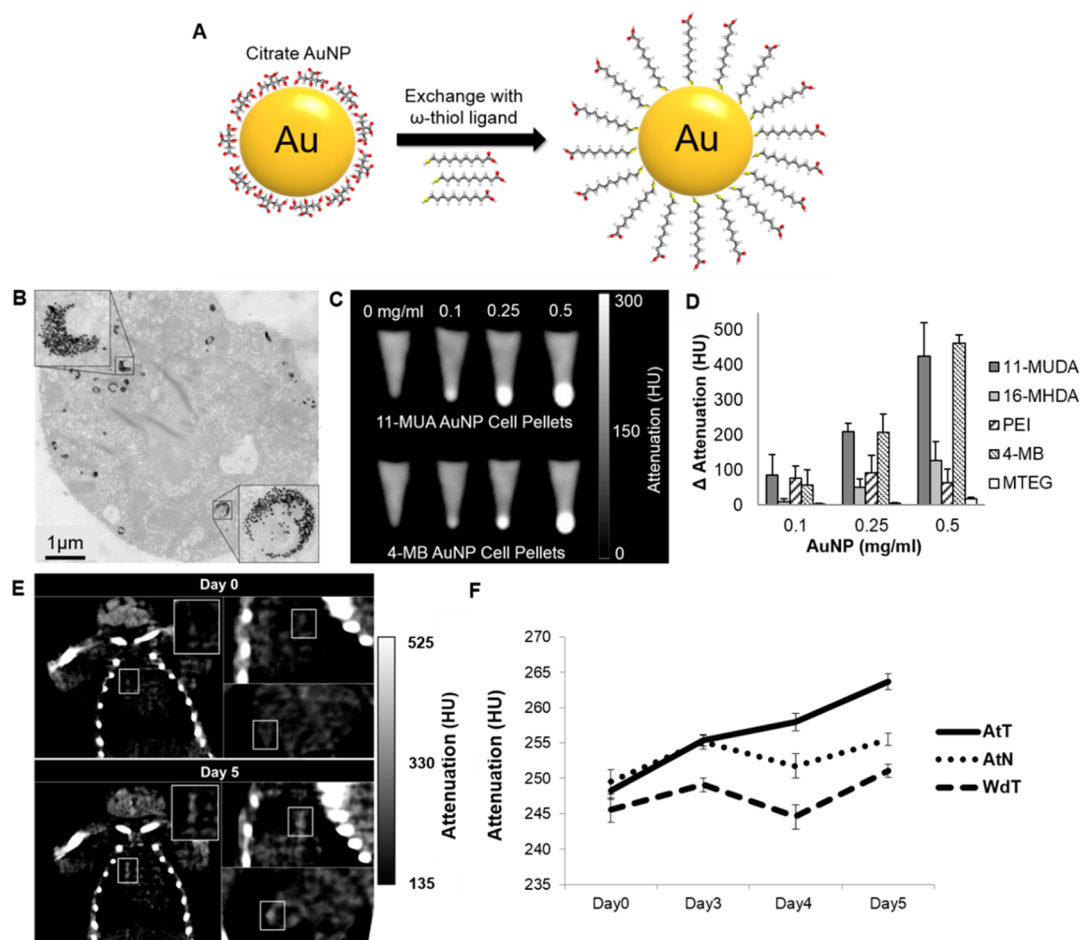 A
Citrate AuNP
Au
Exchange with
ω-thiol ligand
Au
B
1µm
C
0 mg/ml 0.1 0.25 0.5
11-MUA AuNP Cell Pellets
4-MB AuNP Cell Pellets
300
150
0
Attenuation (HU)
D
Δ Attenuation (HU)
500
400
300
200
100
0
0.1 0.25 0.5
AuNP (mg/ml)
11-MUDA
16-MHDA
PEI
4-MB
MTEG
E
Day 0
Day 5
525
330
135
Attenuation (HU)
F
Attenuation (HU)
270
265
260
255
250
245
240
235
Day0 Day3 Day4 Day5
AtT
AtN
WdT